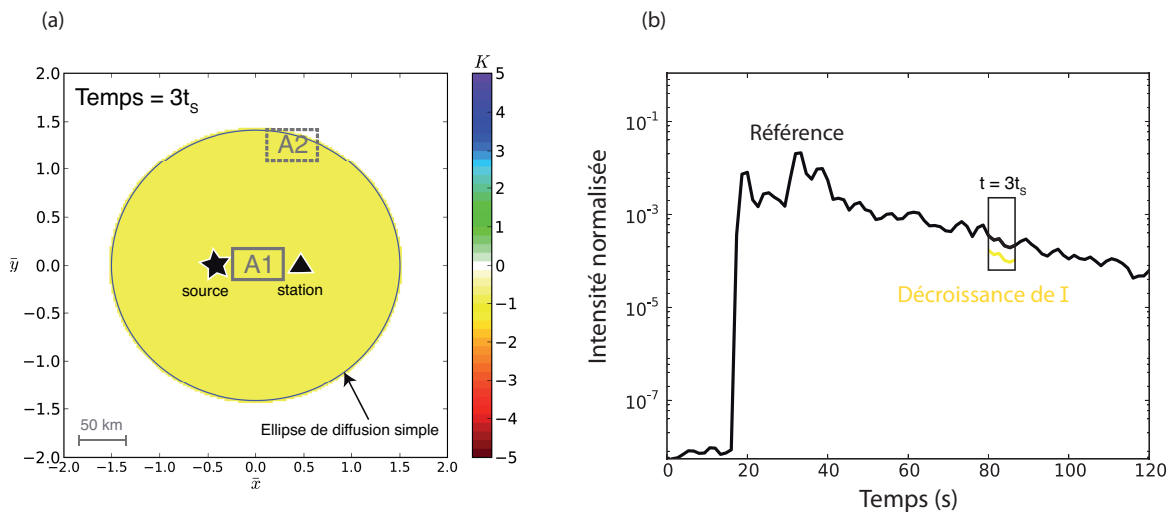 (a)
(b)
Temps = 3tₛ
A2
A1
source
station
50 km
Ellipse de diffusion simple
2.0
1.5
1.0
0.5
0.0
−0.5
−1.0
−1.5
−2.0
−2.0
−1.5
−1.0
−0.5
0.0
0.5
1.0
1.5
2.0
x̄
ȳ
K
5
4
3
2
1
0
−1
−2
−3
−4
−5
Référence
t = 3tₛ
Décroissance de I
Intensité normalisée
10⁻¹
10⁻³
10⁻⁵
10⁻⁷
0
20
40
60
80
100
120
Temps (s)